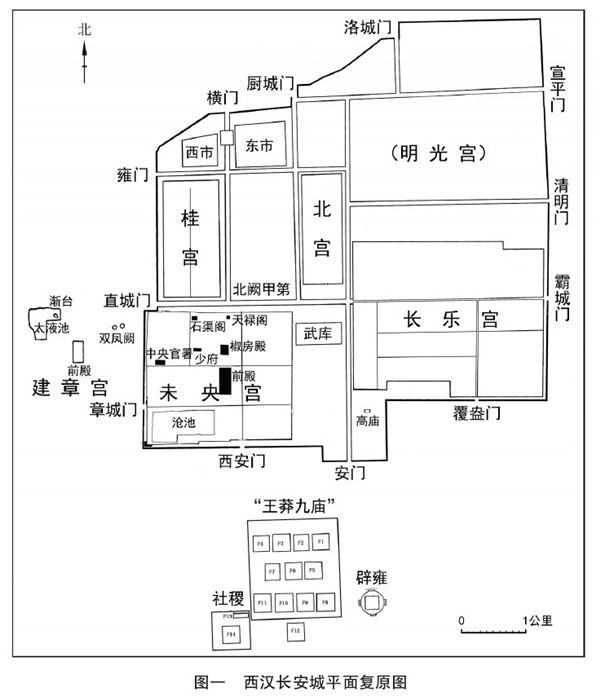 北
洛城门
宣平门
厨城门
横门
西市
东市
(明光宫)
雍门
清明门
桂宫
北宫
北阙甲第
霸城门
直城门
渐台
太液池
双凤阙
前殿
建章宫
石渠阁
天禄阁
中央官署
少府
椒房殿
武库
长乐宫
前殿
未央宫
章城门
沧池
高庙
覆盎门
西安门
安门
“王莽九庙”
F4 F3 F2 F1
F7 F6 F5
F11 F10 F9 F8
F12
社稷
F13
F14
辟雍
0 1公里
图一 西汉长安城平面复原图